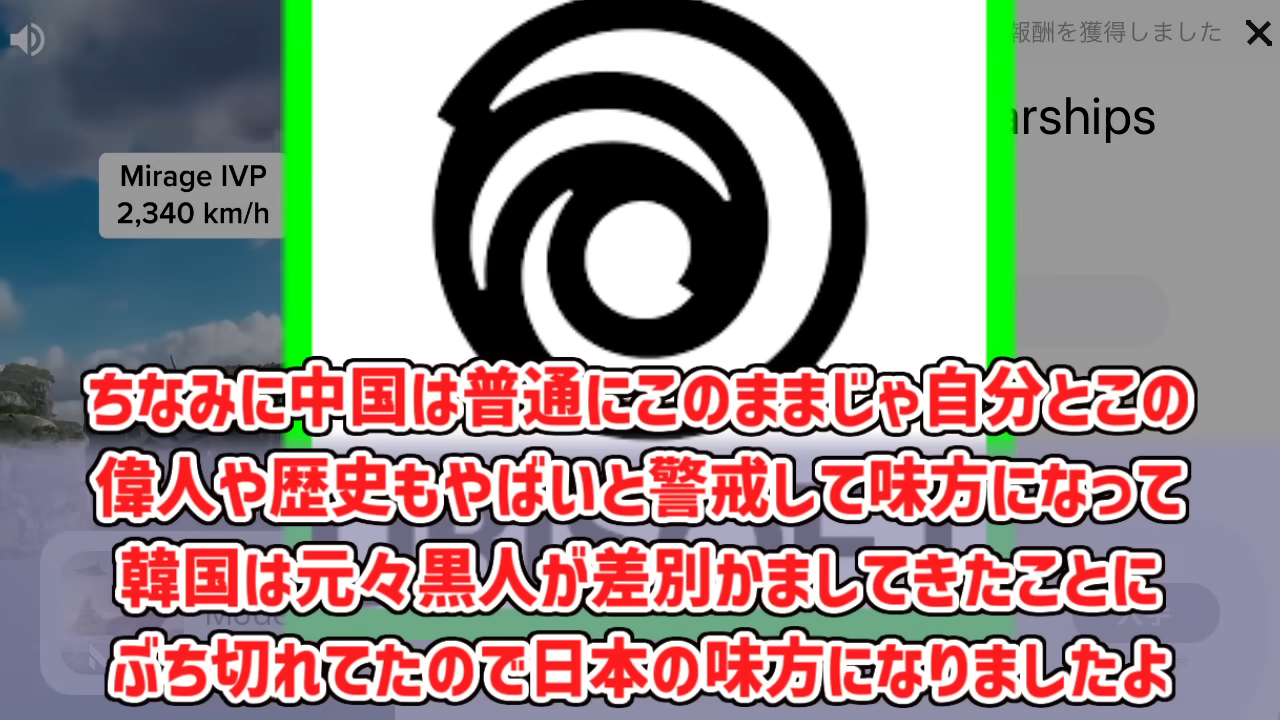 報酬を獲得しました
arships
Mirage IVP
2,340 km/h
ちなみに中国は普通にこのままじゃ自分とこの
偉人や歴史もやばいと警戒して味方になって
韓国は元々黒人が差別かましてきたことに
ぶち切れてたので日本の味方になりましたよ